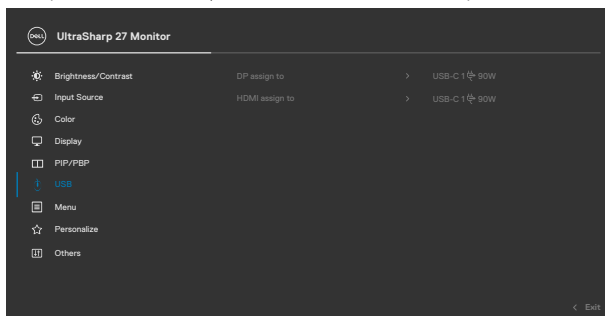 DELL UltraSharp 27 Monitor
Brightness/Contrast DP assign to > USB-C 1 90W
Input Source HDMI assign to > USB-C 1 90W
Color
Display
PIP/PBP
USB
Menu
Personalize
Others
< Exit